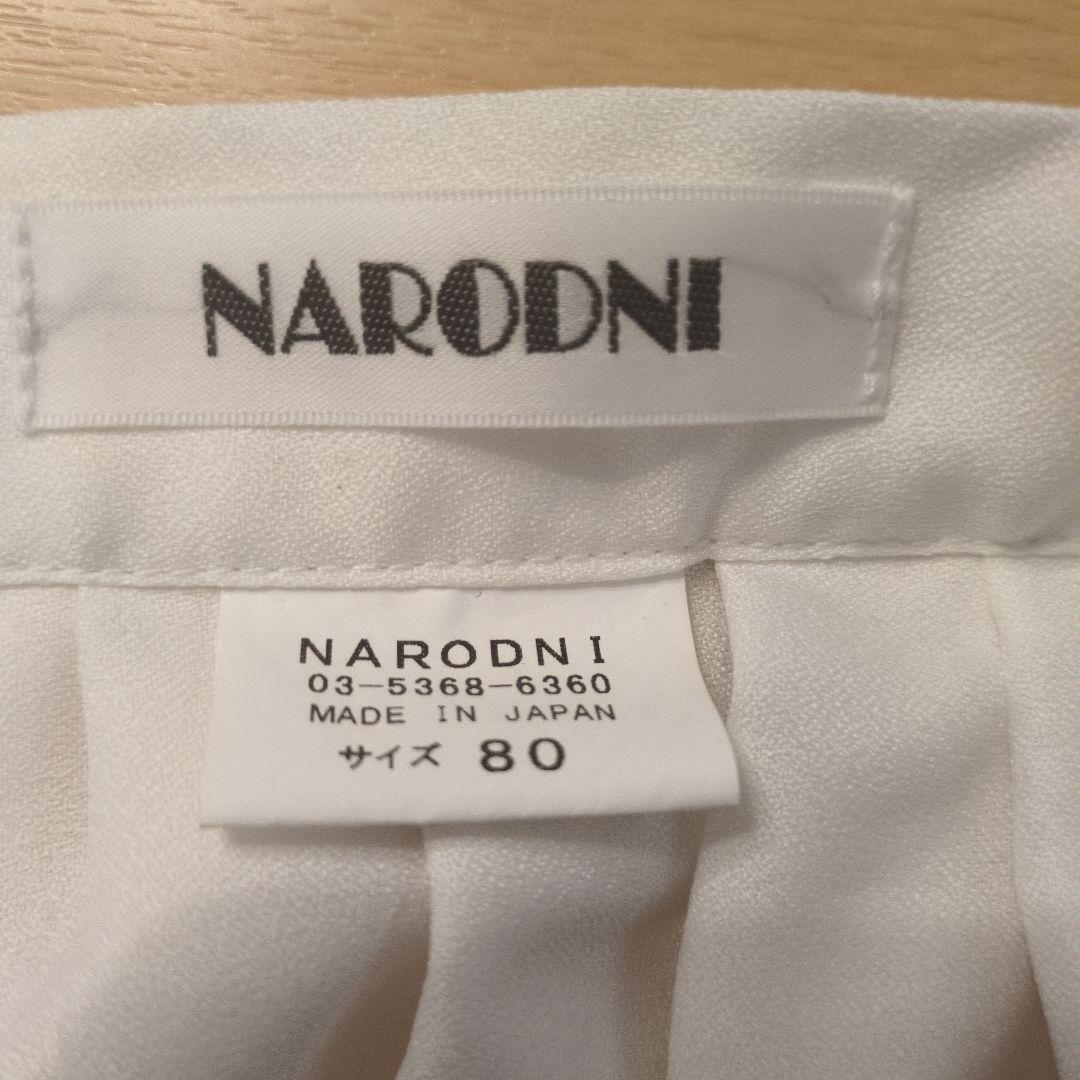 NARODNI
NARODNI
03-5368-6360
MADE IN JAPAN
サイズ 80